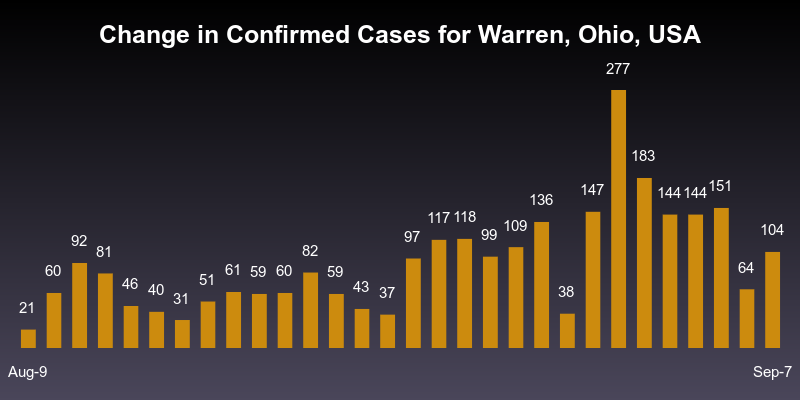 Change in Confirmed Cases for Warren, Ohio, USA
21 60 92 81 46 40 31 51 61 59 60 82 59 43 37 97 117 118 99 109 136 38 147 277 183 144 144 151 64 104
Aug-9 Sep-7